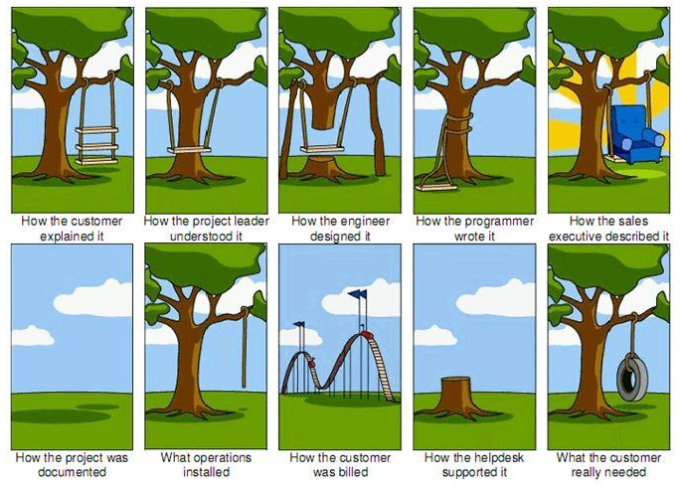 How the customer
explained it
How the project leader
understood it
How the engineer
designed it
How the programmer
wrote it
How the sales
executive described it
How the project was
documented
What operations
installed
How the customer
was billed
How the helpdesk
supported it
What the customer
really needed